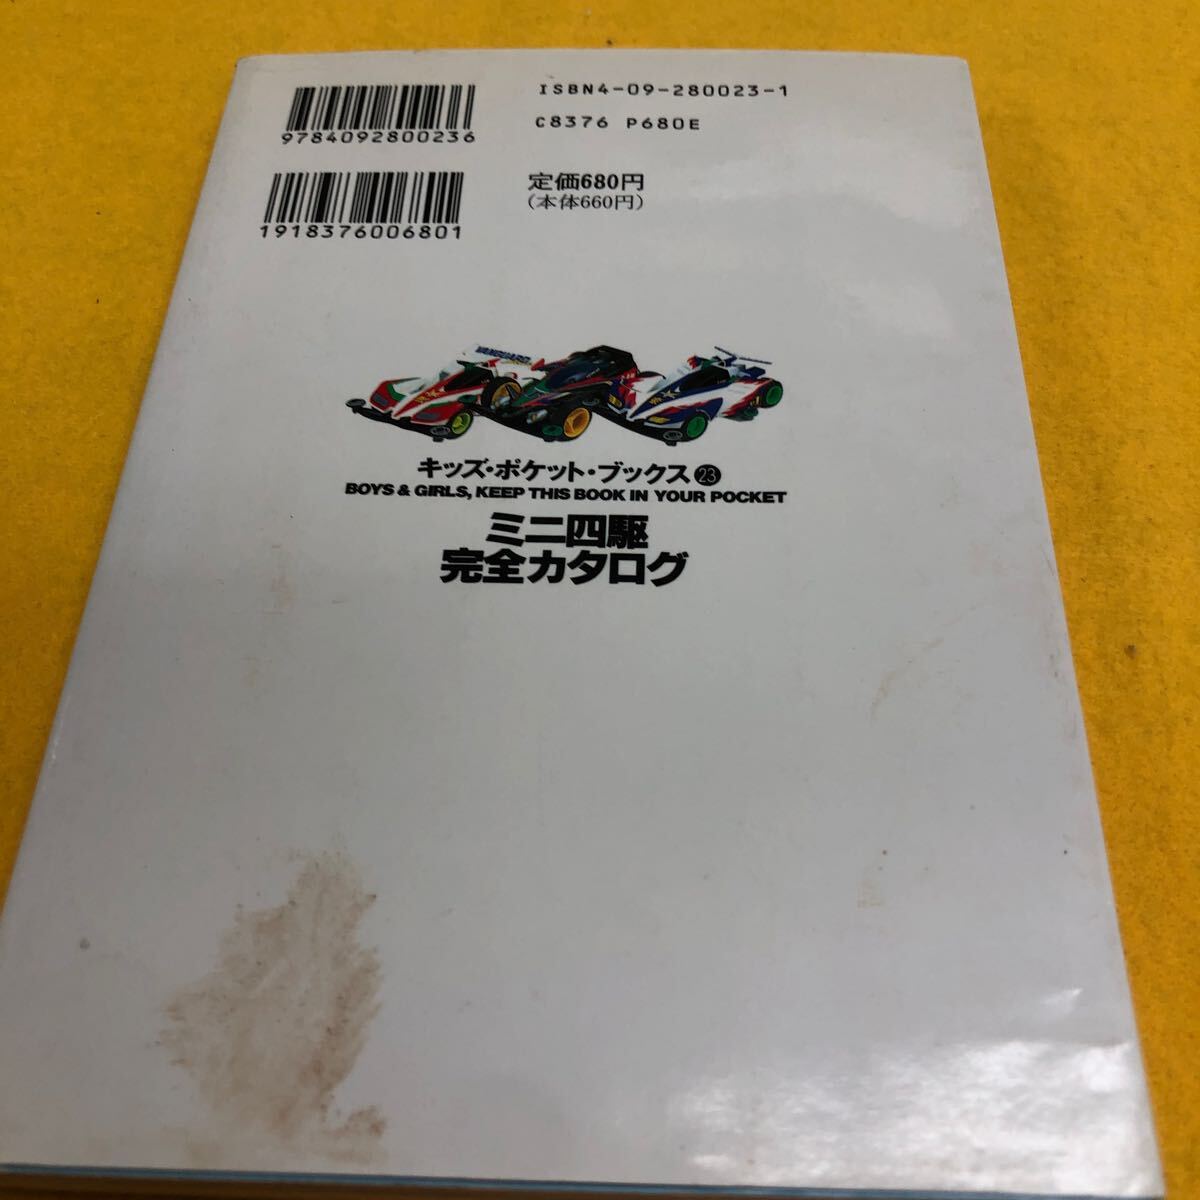 ISBN4-09-280023-1
C8376 P680E
9784092800236
定価680円
(本体660円)
1918376006801
VANGUARD
キッズ・ポケット・ブックス23
BOYS & GIRLS, KEEP THIS BOOK IN YOUR POCKET
ミニ四駆
完全カタログ